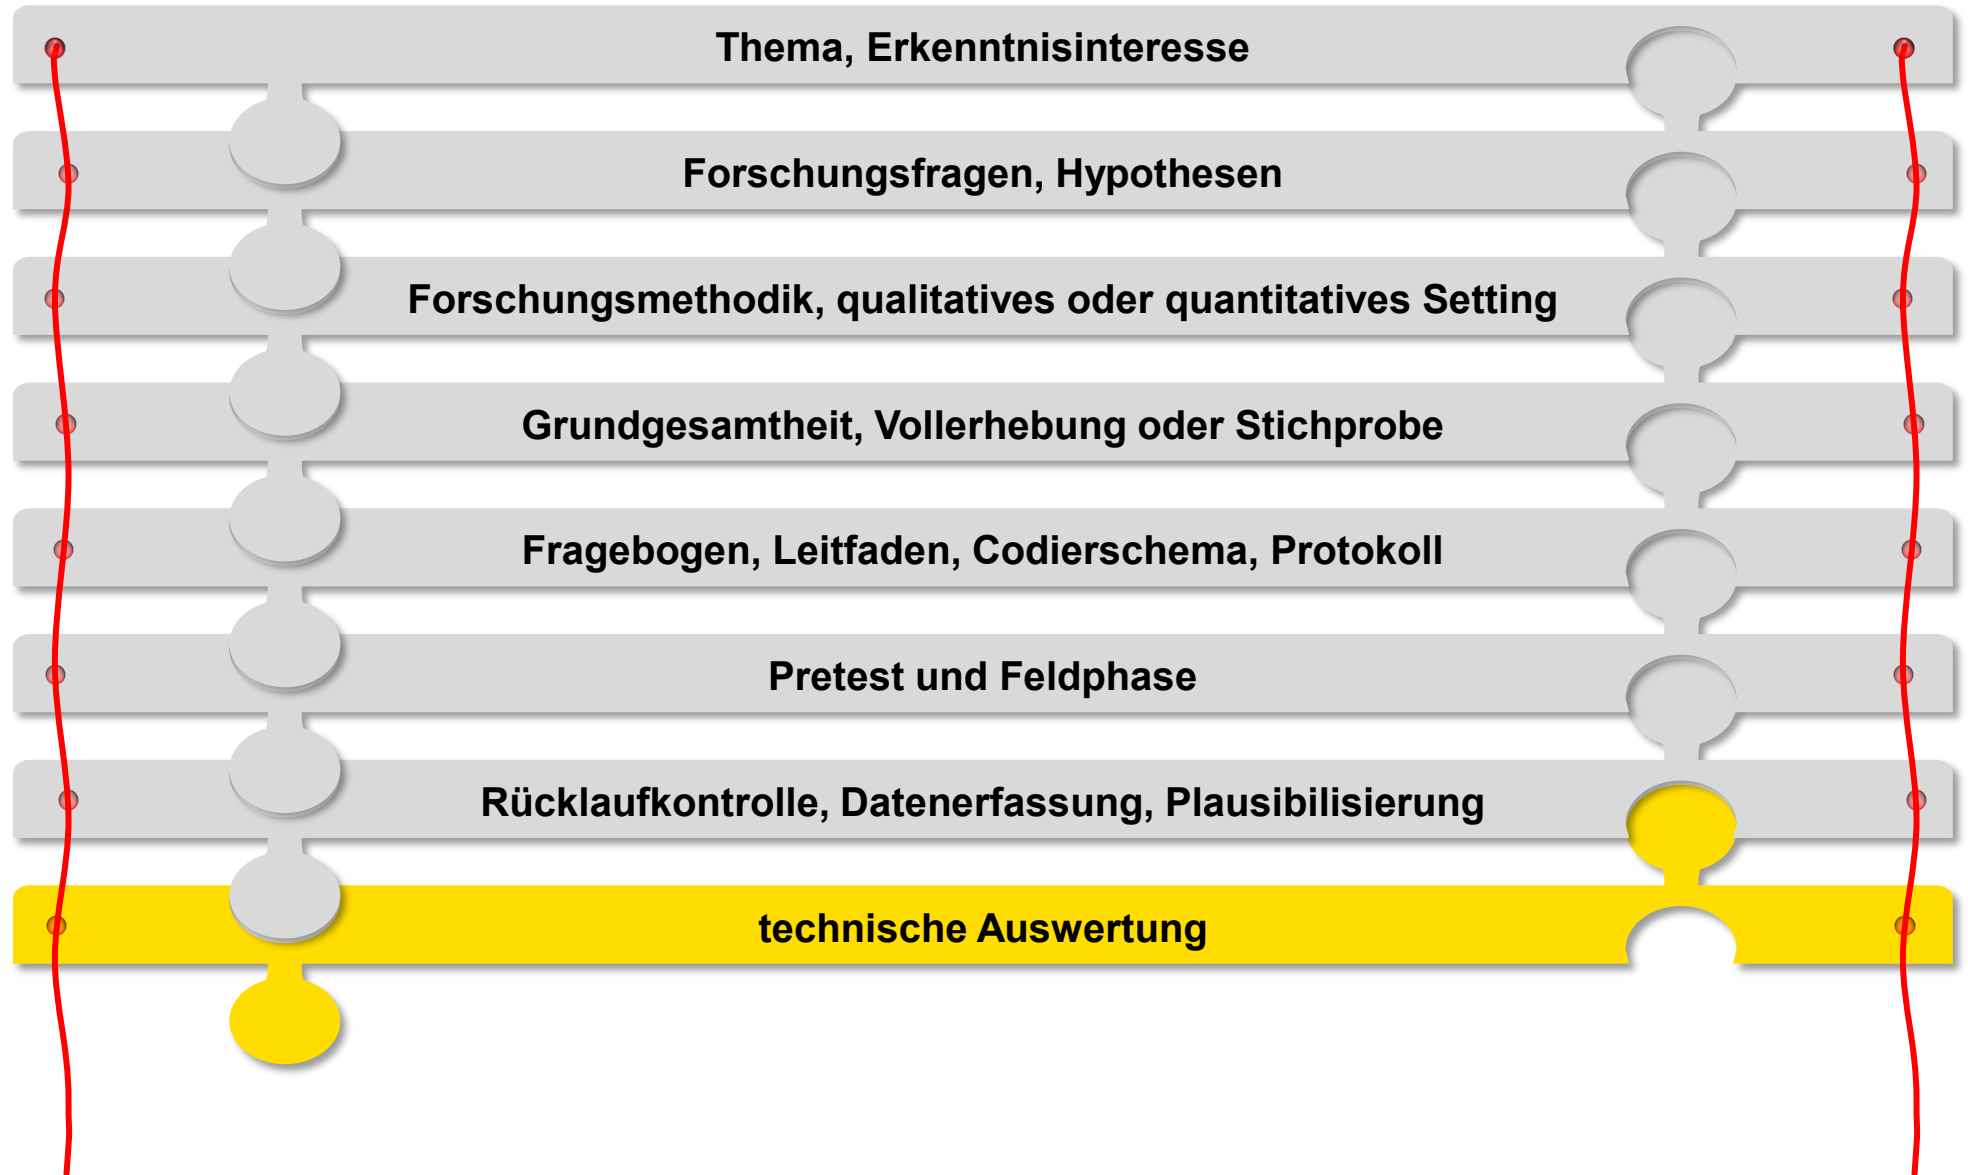 Thema, Erkenntnisinteresse
Forschungsfragen, Hypothesen
Forschungsmethodik, qualitatives oder quantitatives Setting
Grundgesamtheit, Vollerhebung oder Stichprobe
Fragebogen, Leitfaden, Codierschema, Protokoll
Pretest und Feldphase
Rücklaufkontrolle, Datenerfassung, Plausibilisierung
technische Auswertung